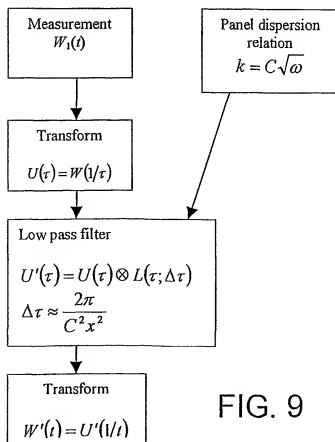 Measurement
W₁(t)
Panel dispersion
relation
k = C√ω
Transform
U(τ) = W(1/τ)
Low pass filter
U'(τ) = U(τ) ⊗ L(τ; Δτ)
Δτ ≈ 2π / C²x²
Transform
W'(t) = U'(1/t)
FIG. 9